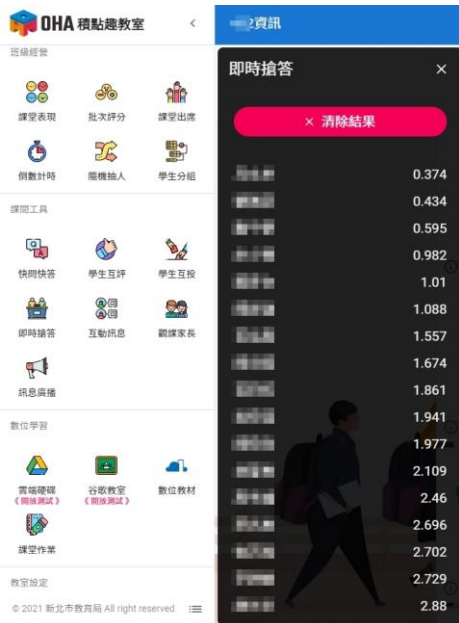 OHA 積點趣教室
班級經營
課堂表現 批次評分 課堂出席
倒數計時 隨機抽人 學生分組
課間工具
快問快答 學生互評 學生互投
即時搶答 互動訊息 觀課家長
訊息廣播
數位學習
雲端硬碟 谷歌教室 數位教材
《開放測試》 《開放測試》
課堂作業
教室設定
© 2021 新北市教育局 All right reserved
2資訊
即時搶答 ×
× 清除結果
0.374
0.434
0.595
0.982
1.01
1.088
1.557
1.674
1.861
1.941
1.977
2.109
2.46
2.696
2.702
2.729
2.88